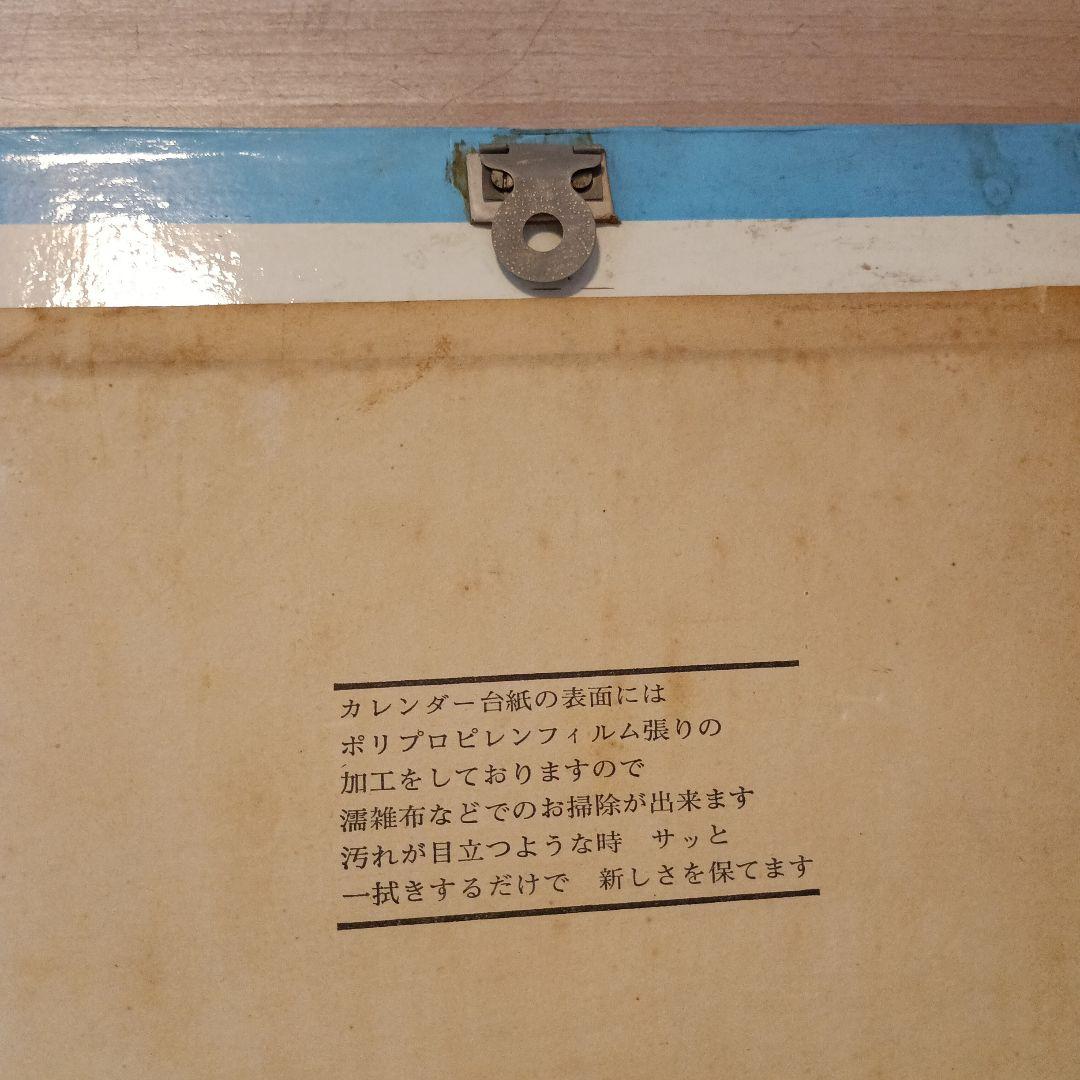 カレンダー台紙の表面には
ポリプロピレンフィルム張りの
加工をしておりますので
濡雑布などでのお掃除が出来ます
汚れが目立つような時　サッと
一拭きするだけで　新しさを保てます